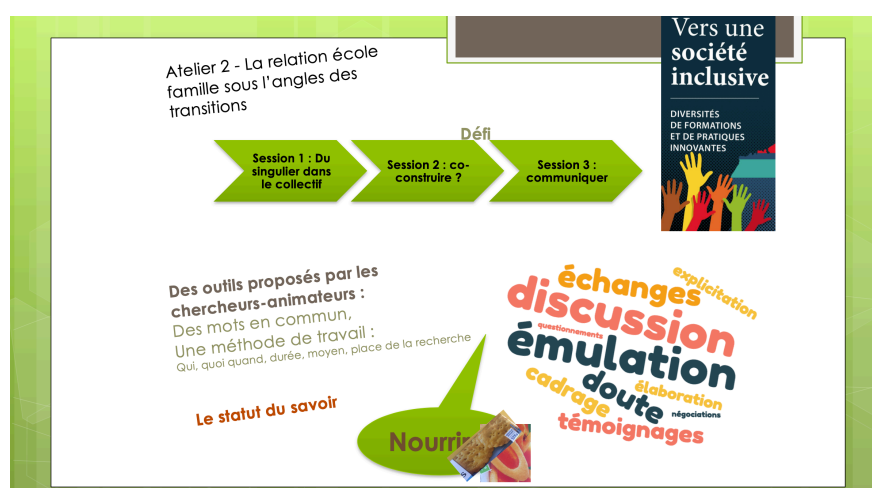 Atelier 2 - La relation école
famille sous l'angles des
transitions
Vers une
société
inclusive
DIVERSITÉS
DE FORMATIONS
ET DE PRATIQUES
INNOVANTES
Défi
Session 1 : Du
singulier dans
le collectif
Session 2 : co-
construire ?
Session 3 :
communiquer
Des outils proposés par les
chercheurs-animateurs :
Des mots en commun,
Une méthode de travail :
Qui, quoi quand, durée, moyen, place de la recherche
Le statut du savoir
Nourrir
échanges
explicitation
discussion
questionnements
émulation
cadrage
doute
élaboration
négociations
témoignages